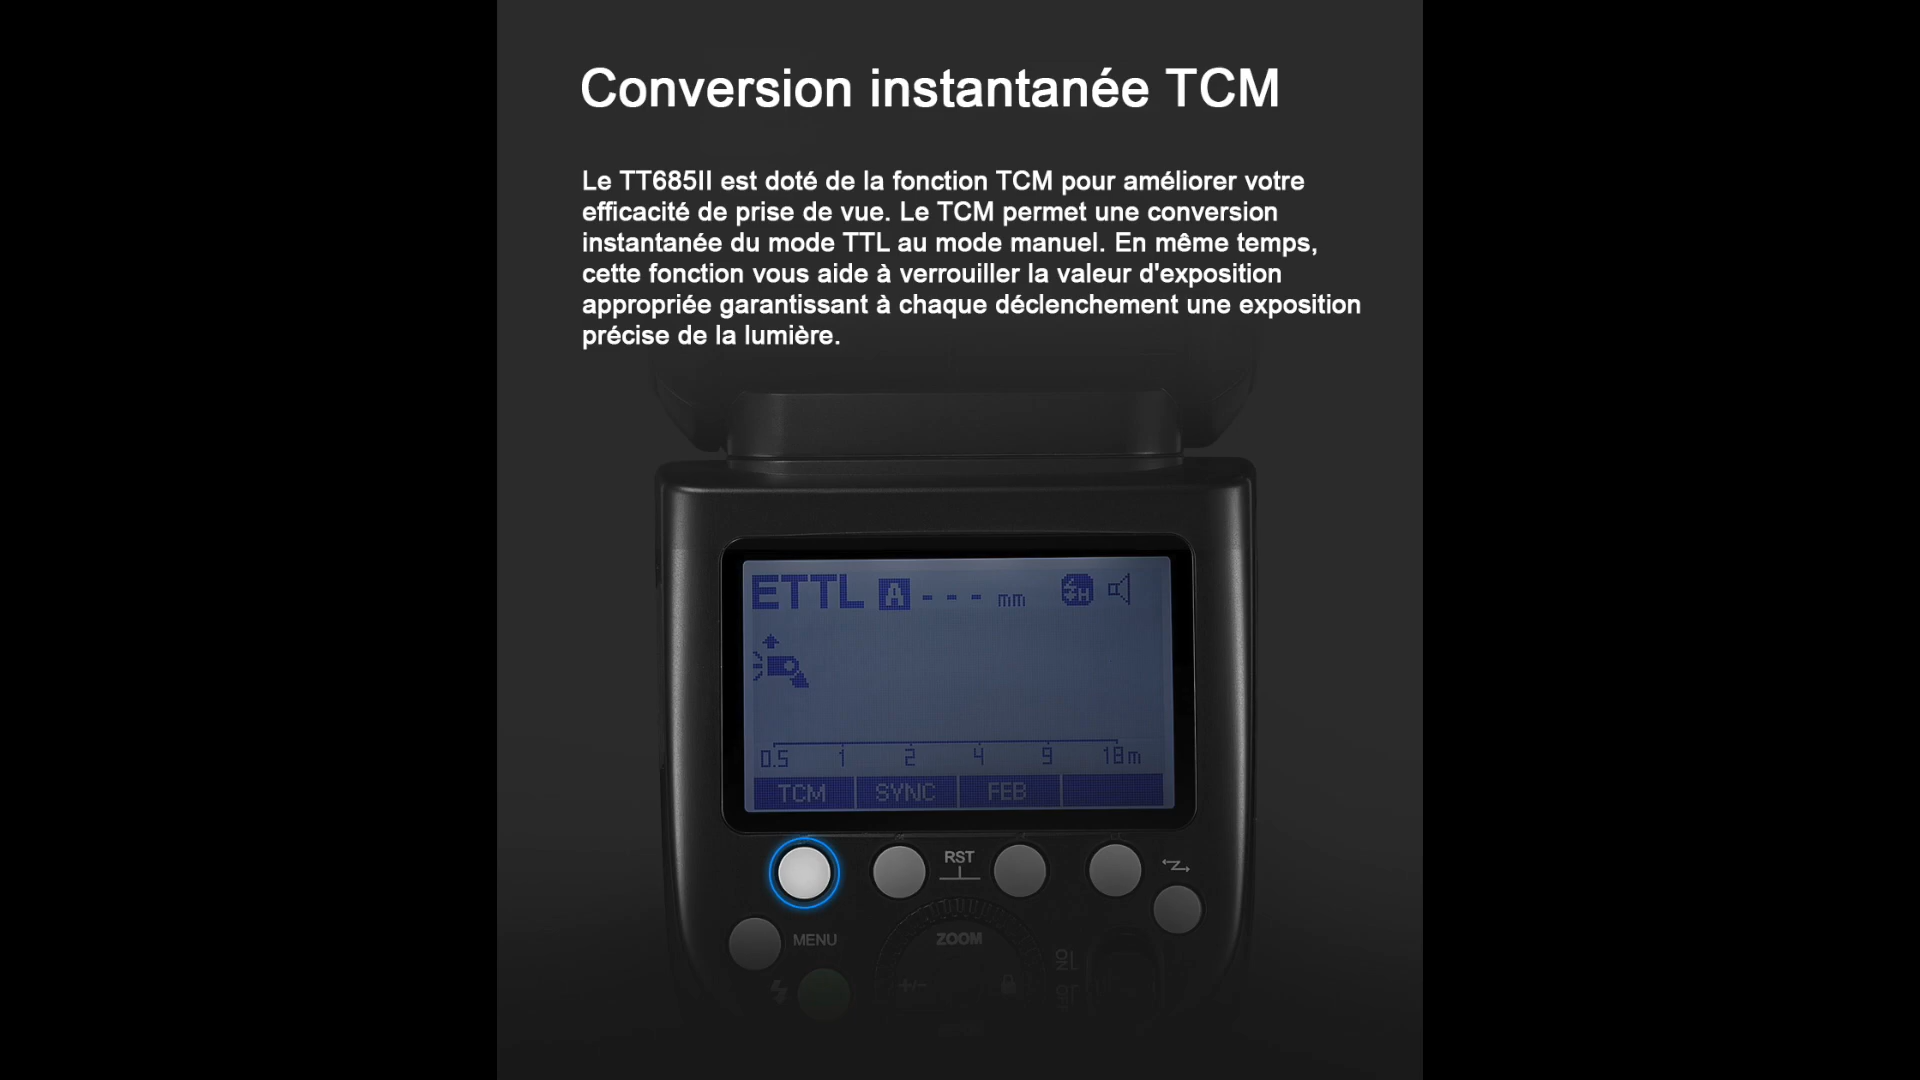 Conversion instantanée TCM
Le TT685II est doté de la fonction TCM pour améliorer votre
efficacité de prise de vue. Le TCM permet une conversion
instantanée du mode TTL au mode manuel. En même temps,
cette fonction vous aide à verrouiller la valeur d'exposition
appropriée garantissant à chaque déclenchement une exposition
précise de la lumière.
ETTL A --- mm
0.5 1 2 4 9 18m
TCM SYNC FEB
RST
MENU
ZOOM
+/-